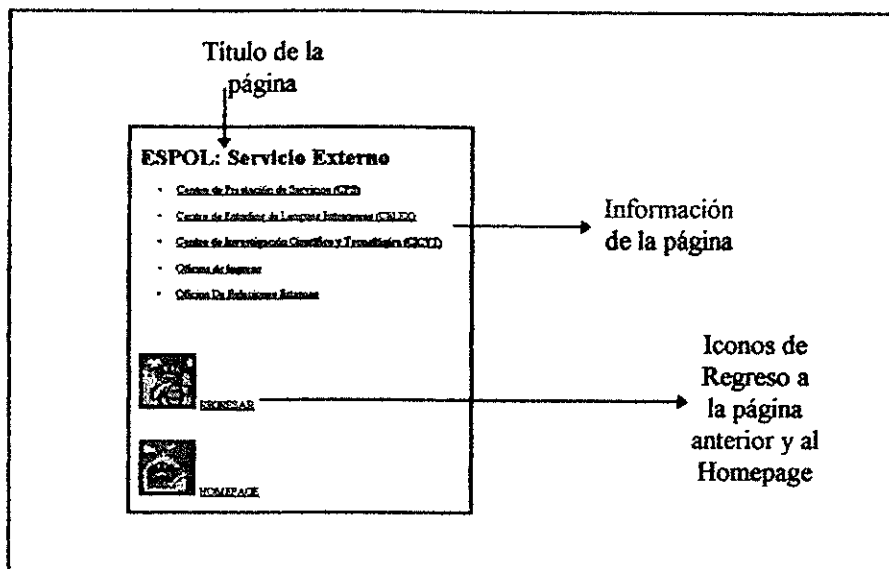 Título de la
página
ESPOL: Servicio Externo
Centro de Prestación de Servicios (CPS)
Centro de Estudios de Lenguas Extranjeras (CELEX)
Centro de Investigación Científica y Tecnológica (CICYT)
Oficina de Ingreso
Oficina De Relaciones Externas
Información
de la página
REGRESAR
HOMEPAGE
Iconos de
Regreso a
la página
anterior y al
Homepage